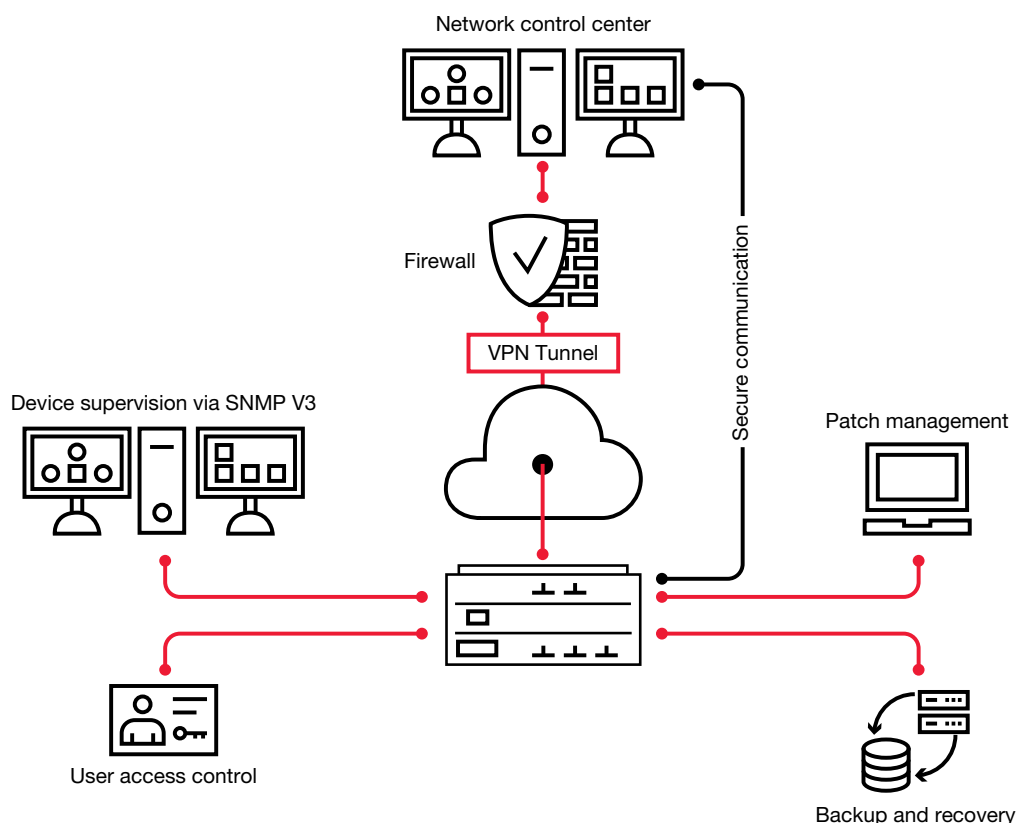 Network control center
Firewall
VPN Tunnel
Secure communication
Device supervision via SNMP V3
Patch management
User access control
Backup and recovery